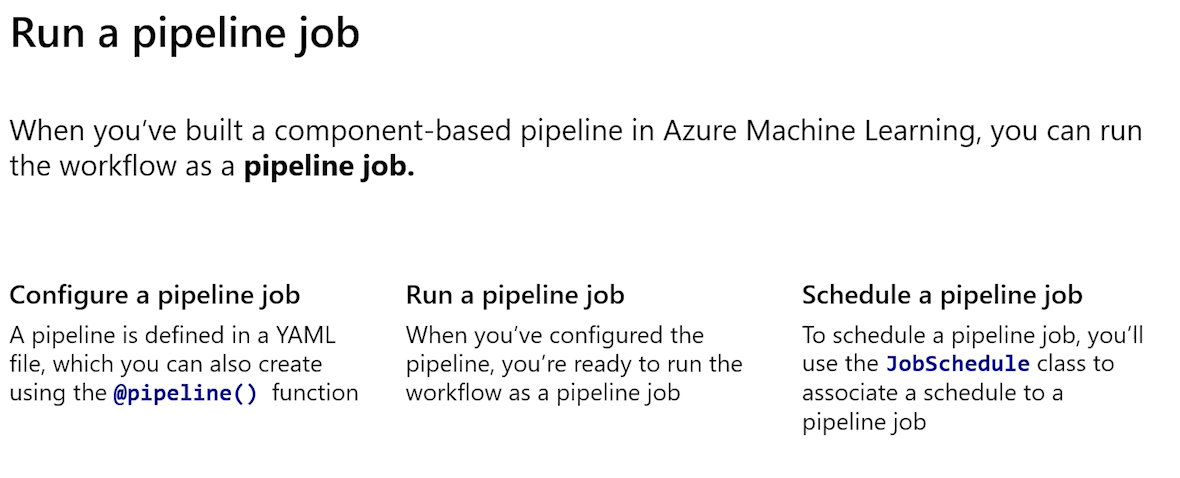 Run a pipeline job
When you’ve built a component-based pipeline in Azure Machine Learning, you can run
the workflow as a pipeline job.
Configure a pipeline job
A pipeline is defined in a YAML
file, which you can also create
using the @pipeline() function
Run a pipeline job
When you’ve configured the
pipeline, you’re ready to run the
workflow as a pipeline job
Schedule a pipeline job
To schedule a pipeline job, you’ll
use the JobSchedule class to
associate a schedule to a
pipeline job